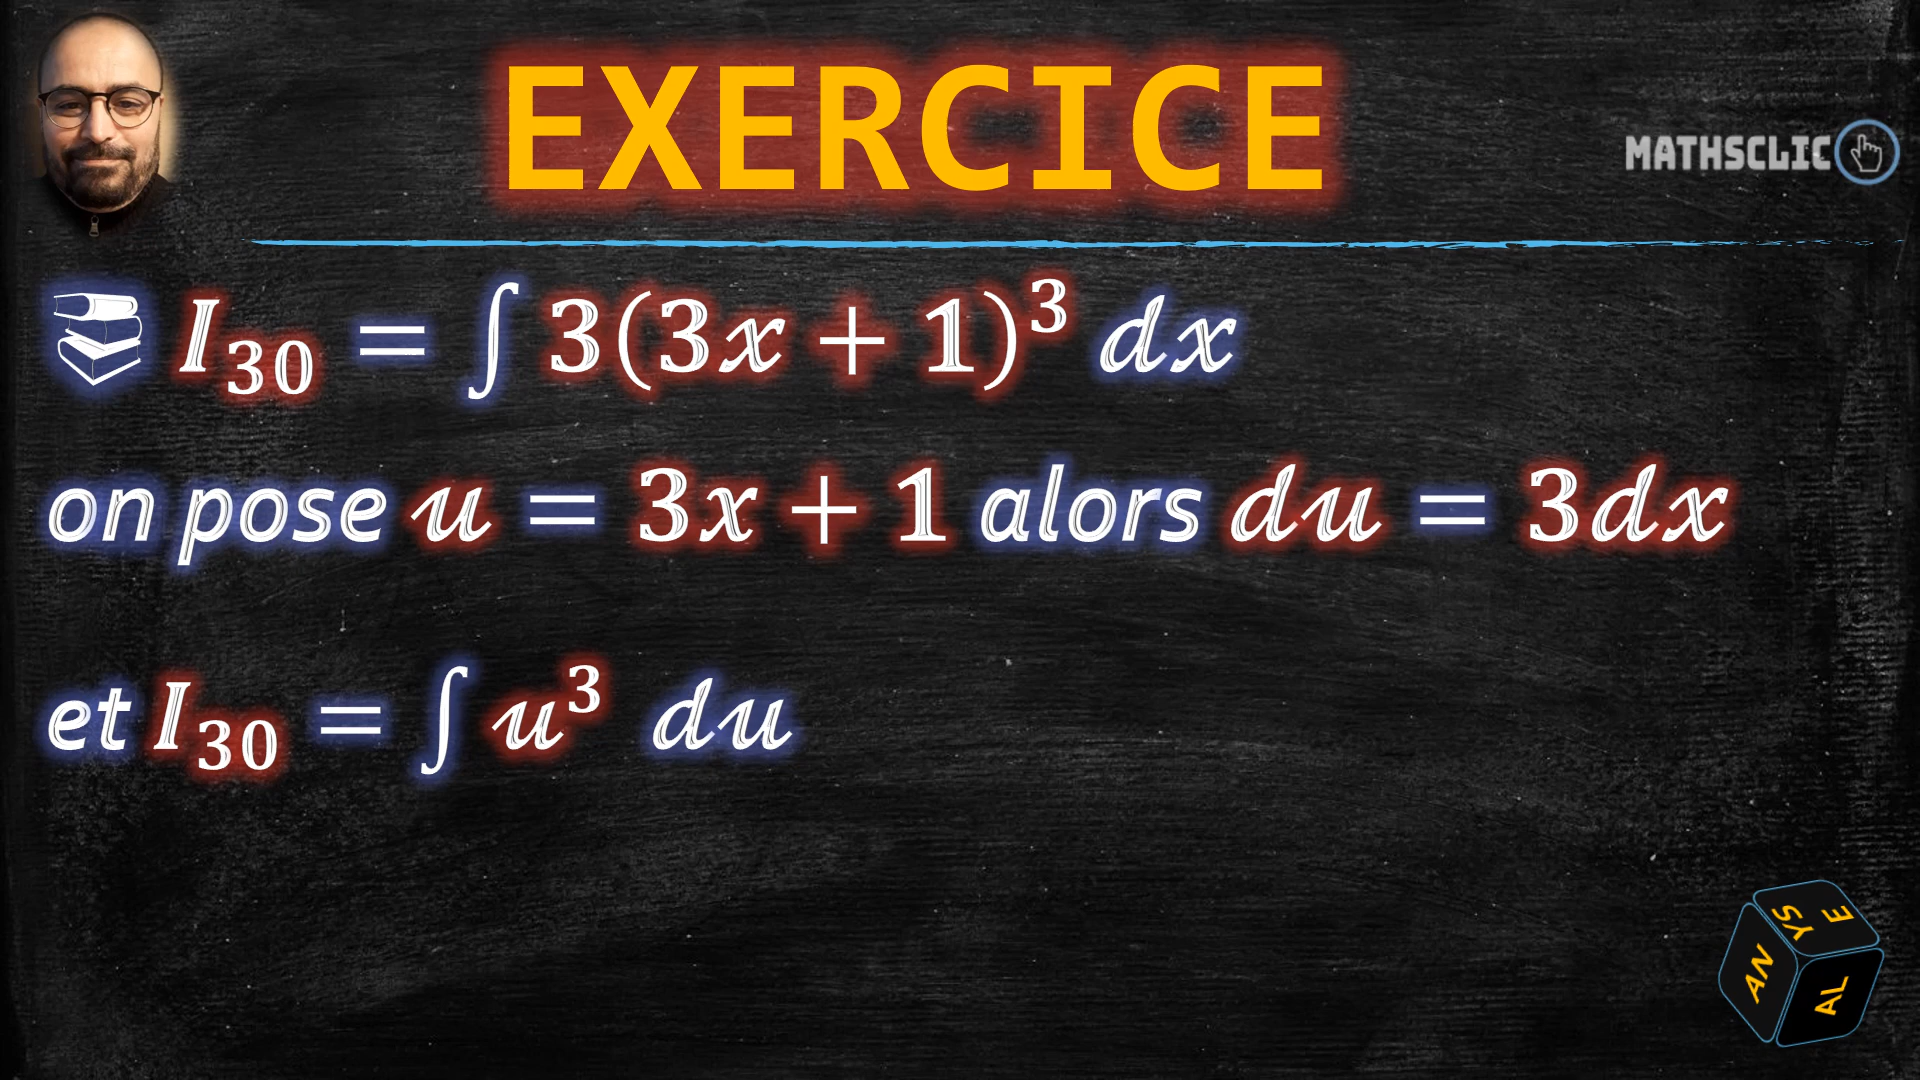 EXERCICE
MATHSCLIC
I₃₀ = ∫ 3(3x + 1)³ dx
on pose u = 3x + 1 alors du = 3dx
et I₃₀ = ∫ u³ du
AN
AL
YS
E